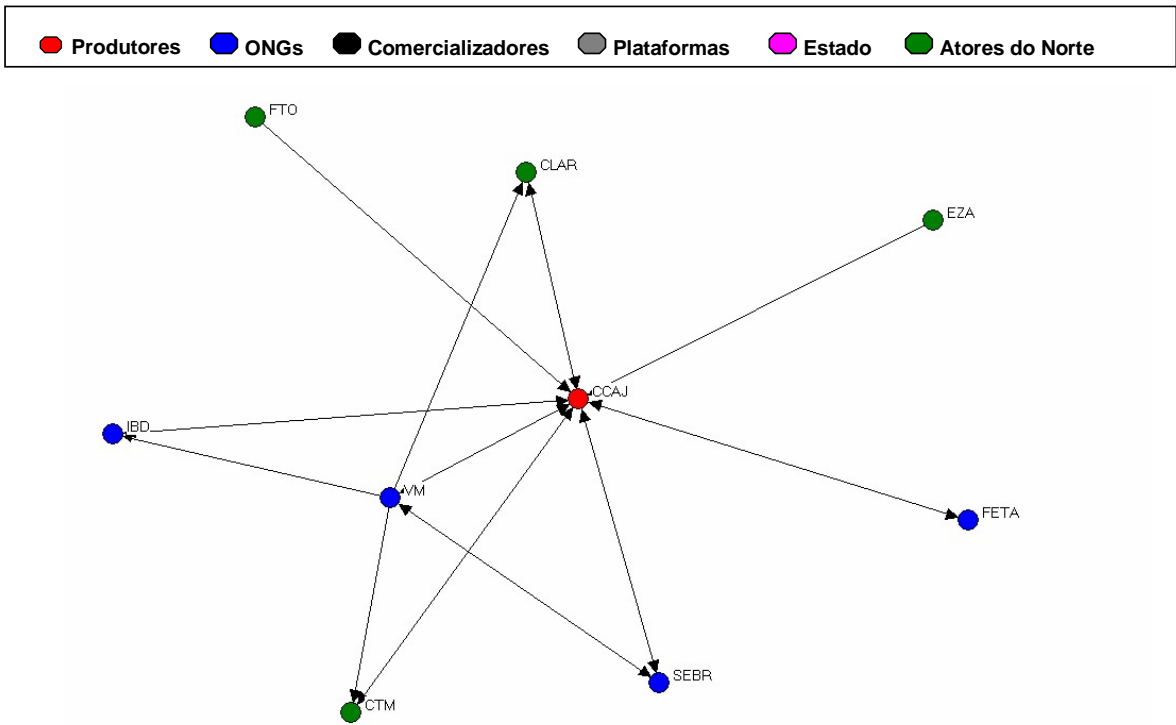 Produtores ONGs Comercializadores Plataformas Estado Atores do Norte
FTO
CLAR
EZA
CCAJ
IBD
VM
FETA
SEBR
CTM